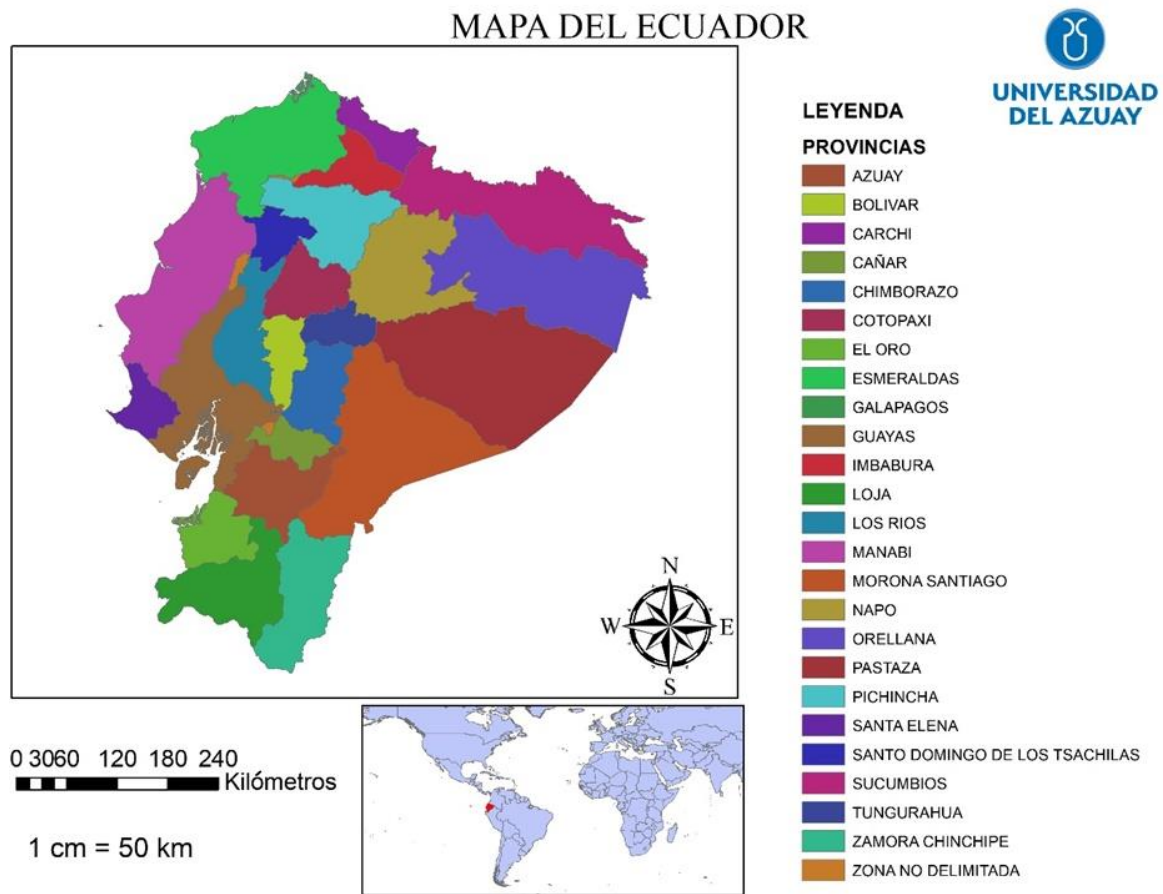 MAPA DEL ECUADOR
UNIVERSIDAD
DEL AZUAY
LEYENDA
PROVINCIAS
AZUAY
BOLIVAR
CARCHI
CAÑAR
CHIMBORAZO
COTOPAXI
EL ORO
ESMERALDAS
GALAPAGOS
GUAYAS
IMBABURA
LOJA
LOS RIOS
MANABI
MORONA SANTIAGO
NAPO
ORELLANA
PASTAZA
PICHINCHA
SANTA ELENA
SANTO DOMINGO DE LOS TSACHILAS
SUCUMBIOS
TUNGURAHUA
ZAMORA CHINCHIPE
ZONA NO DELIMITADA
N
W E
S
0 30 60 120 180 240
Kilómetros
1 cm = 50 km